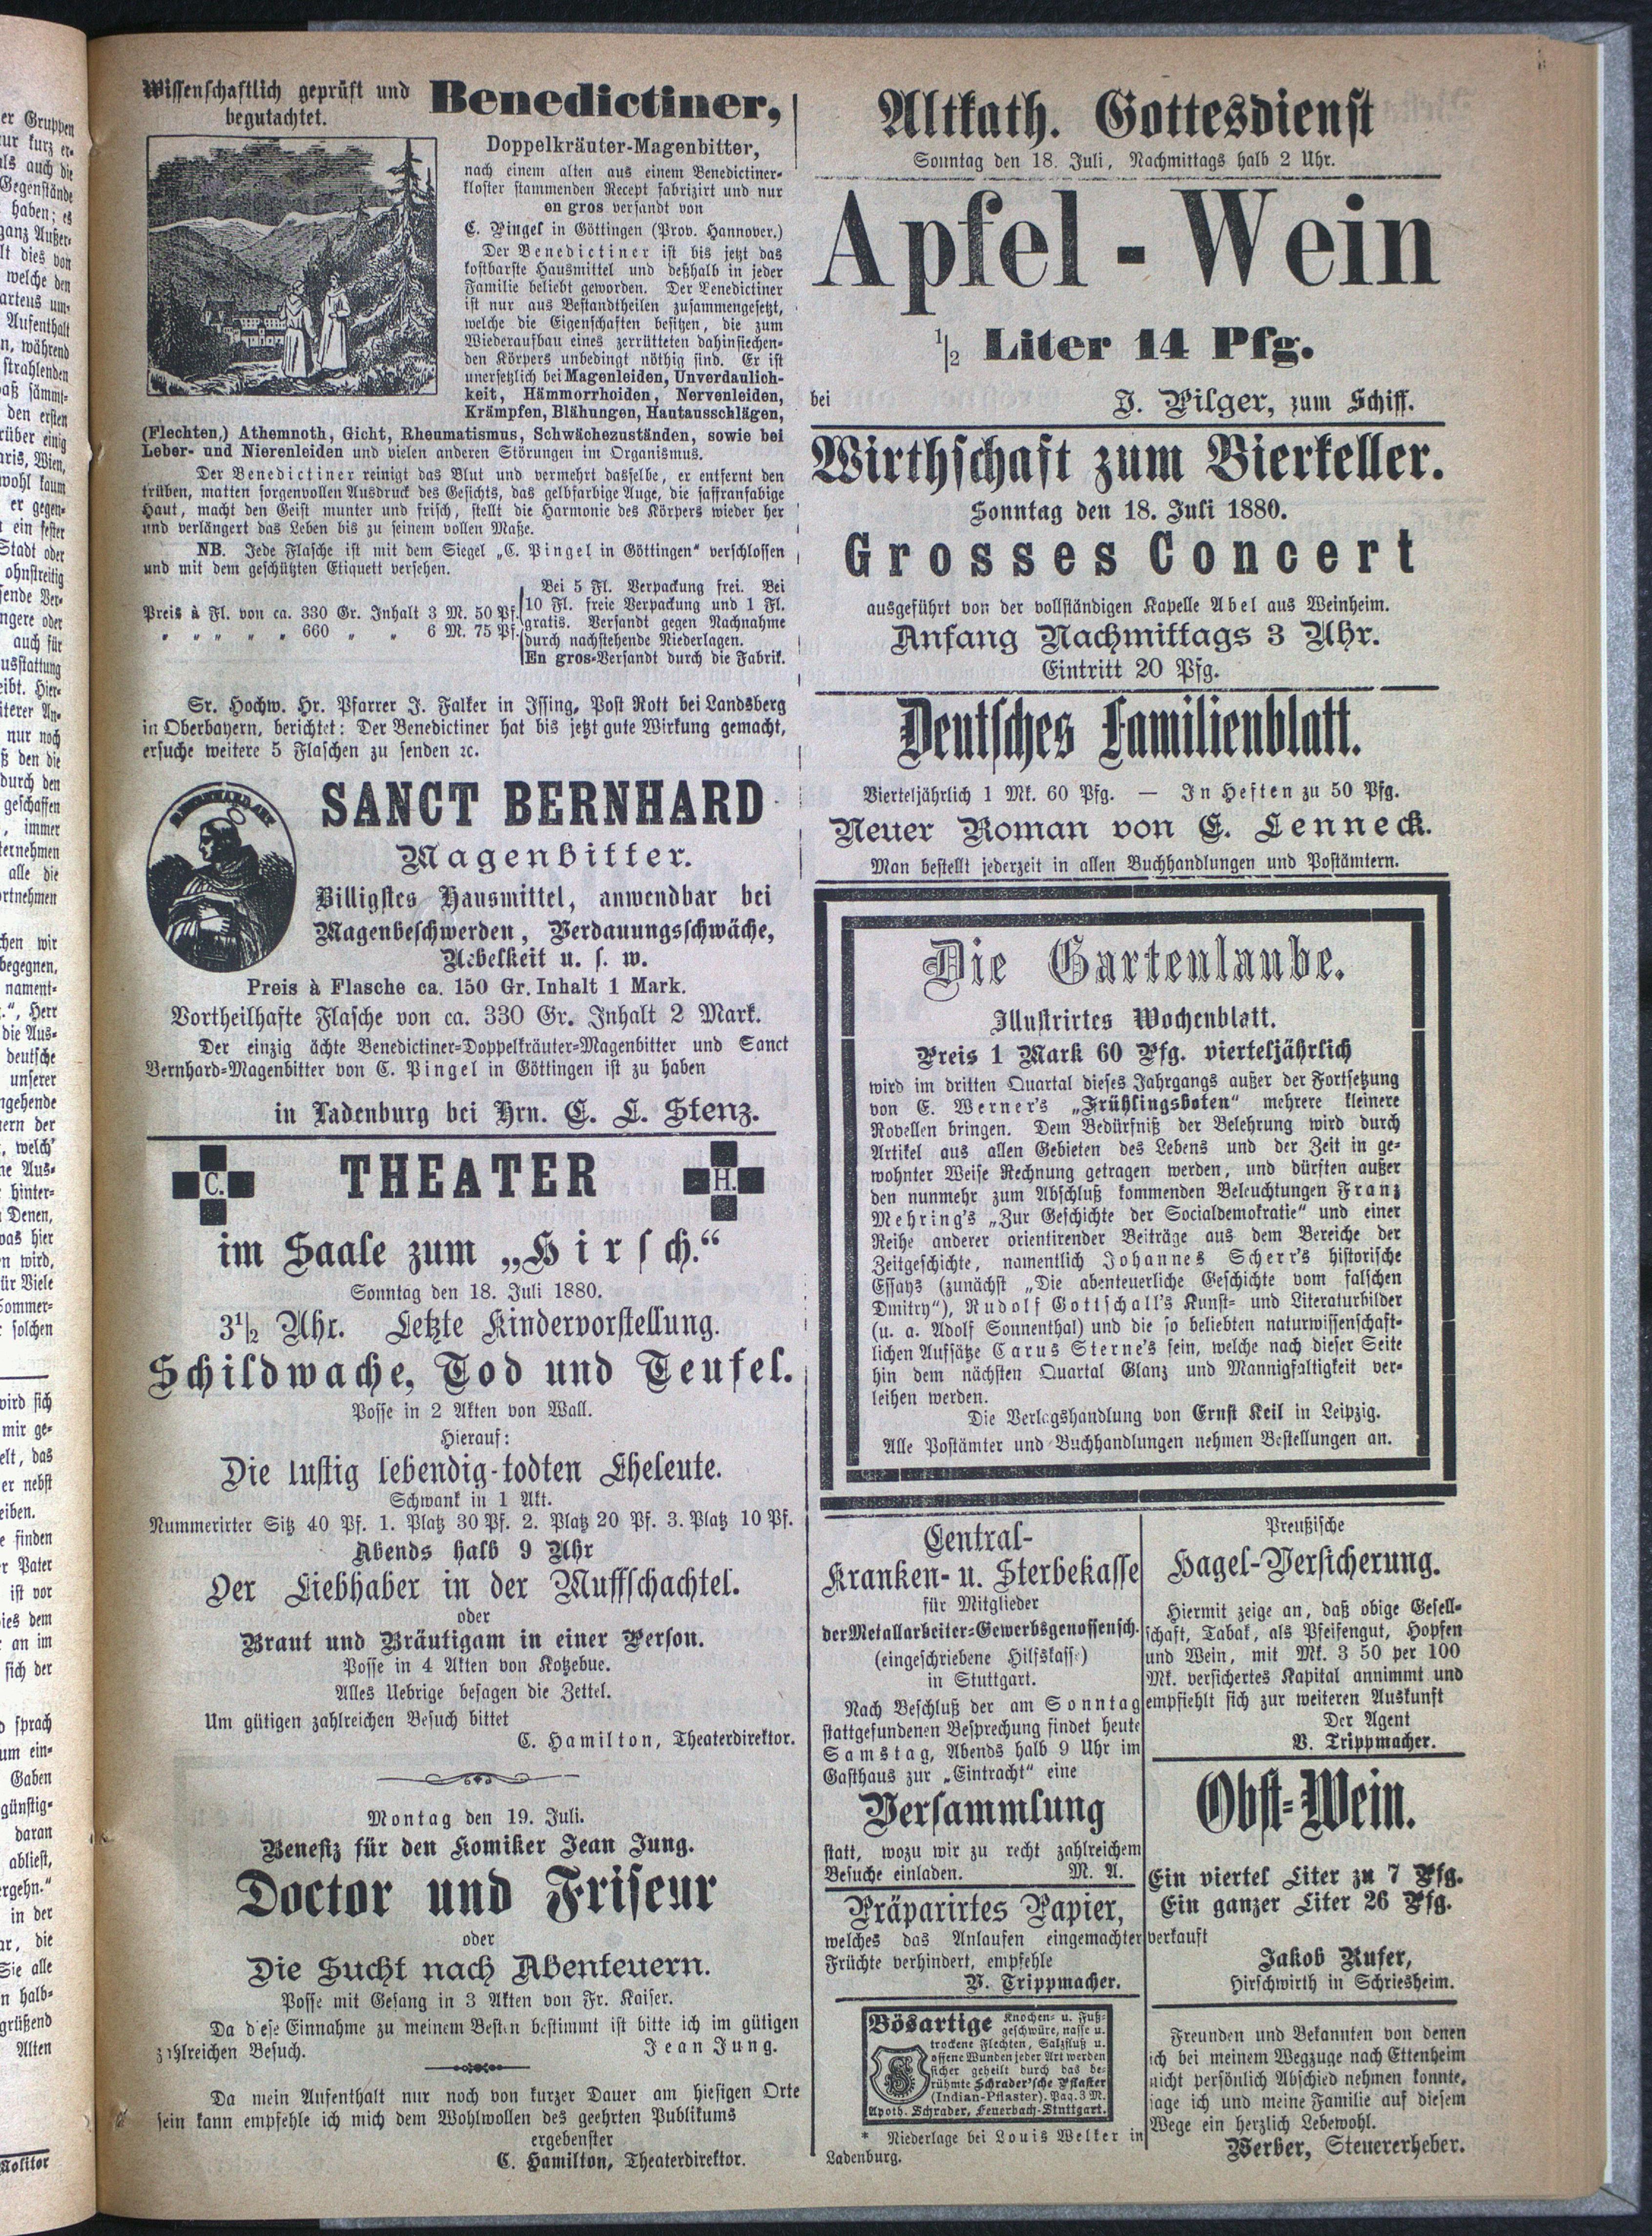 Wissenschaftlich geprüft und
begutachtet.
Benedictiner,
Doppelkräuter-Magenbitter,
nach einem alten aus einem Benedictiner-
kloster stammenden Recept fabrizirt und nur
en gros versandt von
C. Pingel in Göttingen (Prov. Hannover.)
Der Benedictiner ist bis jetzt das
kostbarste Hausmittel und deßhalb in jeder
Familie beliebt geworden. Der Benedictiner
ist nur aus Bestandtheilen zusammengesetzt,
welche die Eigenschaften besitzen, die zum
Wiederaufbau eines zerrütteten dahinsiechen-
den Körpers unbedingt nöthig sind. Er ist
unersetzlich bei Magenleiden, Unverdaulich-
keit, Hämmorrhoiden, Nervenleiden,
Krämpfen, Blähungen, Hautausschlägen,
(Flechten,) Athemnoth, Gicht, Rheumatismus, Schwächezuständen, sowie bei
Leber- und Nierenleiden und vielen anderen Störungen im Organismus.
Der Benedictiner reinigt das Blut und vermehrt dasselbe, er entfernt den
trüben, matten sorgenvollen Ausdruck des Gesichts, das gelbfarbige Auge, die saffranfabige
Haut, macht den Geist munter und frisch, stellt die Harmonie des Körpers wieder her
und verlängert das Leben bis zu seinem vollen Maße.
NB. Jede Flasche ist mit dem Siegel „C. Pingel in Göttingen“ verschlossen
und mit dem geschützten Etiquett versehen.
Preis à Fl. von ca. 330 Gr. Inhalt 3 M. 50 Pf.
„ „ „ „ „ 660 „ „ 6 M. 75 Pf.
Bei 5 Fl. Verpackung frei. Bei
10 Fl. freie Verpackung und 1 Fl.
gratis. Versandt gegen Nachnahme
durch nachstehende Niederlagen.
En gros-Versandt durch die Fabrik.
Sr. Hochw. Hr. Pfarrer J. Falker in Issing, Post Rott bei Landsberg
in Oberbayern, berichtet: Der Benedictiner hat bis jetzt gute Wirkung gemacht,
ersuche weitere 5 Flaschen zu senden ꝛc.
SANCT BERNHARD
Magenbitter.
Billigstes Hausmittel, anwendbar bei
Magenbeschwerden, Verdauungsschwäche,
Uebelkeit u. s. w.
Preis à Flasche ca. 150 Gr. Inhalt 1 Mark.
Vortheilhafte Flasche von ca. 330 Gr. Inhalt 2 Mark.
Der einzig ächte Benedictiner-Doppelkräuter-Magenbitter und Sanct
Bernhard-Magenbitter von C. Pingel in Göttingen ist zu haben
in Ladenburg bei Hrn. C. L. Stenz.
C. THEATER H.
im Saale zum „Hirsch.“
Sonntag den 18. Juli 1880.
3½ Uhr. Letzte Kindervorstellung.
Schildwache, Tod und Teufel.
Posse in 2 Akten von Wall.
Hierauf:
Die lustig lebendig-todten Eheleute.
Schwank in 1 Akt.
Nummerirter Sitz 40 Pf. 1. Platz 30 Pf. 2. Platz 20 Pf. 3. Platz 10 Pf.
Abends halb 9 Uhr
Der Liebhaber in der Muffschachtel.
oder
Braut und Bräutigam in einer Person.
Posse in 4 Akten von Kotzebue.
Alles Uebrige besagen die Zettel.
Um gütigen zahlreichen Besuch bittet
C. Hamilton, Theaterdirektor.
Montag den 19. Juli.
Benefiz für den Komiker Jean Jung.
Doctor und Friseur
oder
Die Sucht nach Abenteuern.
Posse mit Gesang in 3 Akten von Fr. Kaiser.
Da diese Einnahme zu meinem Besten bestimmt ist bitte ich im gütigen
zahlreichen Besuch. Jean Jung.
Da mein Aufenthalt nur noch von kurzer Dauer am hiesigen Orte
sein kann empfehle ich mich dem Wohlwollen des geehrten Publikums
ergebenster
C. Hamilton, Theaterdirektor.
Altkath. Gottesdienst
Sonntag den 18. Juli, Nachmittags halb 2 Uhr.
Apfel-Wein
1/2 Liter 14 Pfg.
bei J. Pilger, zum Schiff.
Wirthschaft zum Bierkeller.
Sonntag den 18. Juli 1880.
Grosses Concert
ausgeführt von der vollständigen Kapelle Abel aus Weinheim.
Anfang Nachmittags 3 Uhr.
Eintritt 20 Pfg.
Deutsches Familienblatt.
Vierteljährlich 1 Mk. 60 Pfg. — In Heften zu 50 Pfg.
Neuer Roman von E. Lenneck.
Man bestellt jederzeit in allen Buchhandlungen und Postämtern.
Die Gartenlaube.
Illustrirtes Wochenblatt.
Preis 1 Mark 60 Pfg. vierteljährlich
wird im dritten Quartal dieses Jahrgangs außer der Fortsetzung
von E. Werner's „Frühlingsboten“ mehrere kleinere
Novellen bringen. Dem Bedürfniß der Belehrung wird durch
Artikel aus allen Gebieten des Lebens und der Zeit in ge-
wohnter Weise Rechnung getragen werden, und dürften außer
den nunmehr zum Abschluß kommenden Beleuchtungen Franz
Mehring's „Zur Geschichte der Socialdemokratie“ und einer
Reihe anderer orientirender Beiträge aus dem Bereiche der
Zeitgeschichte, namentlich Johannes Scherr's historische
Essays (zunächst „Die abenteuerliche Geschichte vom falschen
Dmitry“), Rudolf Gottschall's Kunst- und Literaturbilder
(u. a. Adolf Sonnenthal) und die so beliebten naturwissenschaft-
lichen Aufsätze Carus Sterne's sein, welche nach dieser Seite
hin dem nächsten Quartal Glanz und Mannigfaltigkeit ver-
leihen werden.
Die Verlagshandlung von Ernst Keil in Leipzig.
Alle Postämter und Buchhandlungen nehmen Bestellungen an.
Central-
Kranken- u. Sterbekasse
für Mitglieder
der Metallarbeiter-Gewerbsgenossensch.
(eingeschriebene Hilfskasse)
in Stuttgart.
Nach Beschluß der am Sonntag
stattgefundenen Besprechung findet heute
Samstag, Abends halb 9 Uhr im
Gasthaus zur „Eintracht“ eine
Versammlung
statt, wozu wir zu recht zahlreichem
Besuche einladen. M. A.
Präparirtes Papier,
welches das Anlaufen eingemachter
Früchte verhindert, empfehle
V. Trippmacher.
Bösartige Knochen- u. Fuß-
geschwüre, nasse u.
trockene Flechten, Salzfluß u.
offene Wunden jeder Art werden
sicher geheilt durch das be-
rühmte Schrader'sche Pflaster
(Indian-Pflaster). Paq. 3 M.
Apoth. Schrader, Feuerbach-Stuttgart.
* Niederlage bei Louis Welker in
Ladenburg.
Preußische
Hagel-Versicherung.
Hiermit zeige an, daß obige Gesell-
schaft, Tabak, als Pfeifengut, Hopfen
und Wein, mit Mk. 3 50 per 100
Mk. versichertes Kapital annimmt und
empfiehlt sich zur weiteren Auskunft
Der Agent
V. Trippmacher.
Obst-Wein.
Ein viertel Liter zu 7 Pfg.
Ein ganzer Liter 26 Pfg.
verkauft
Jakob Rufer,
Hirschwirth in Schriesheim.
Freunden und Bekannten von denen
ich bei meinem Wegzuge nach Ettenheim
nicht persönlich Abschied nehmen konnte,
sage ich und meine Familie auf diesem
Wege ein herzlich Lebewohl.
Werber, Steuererheber.